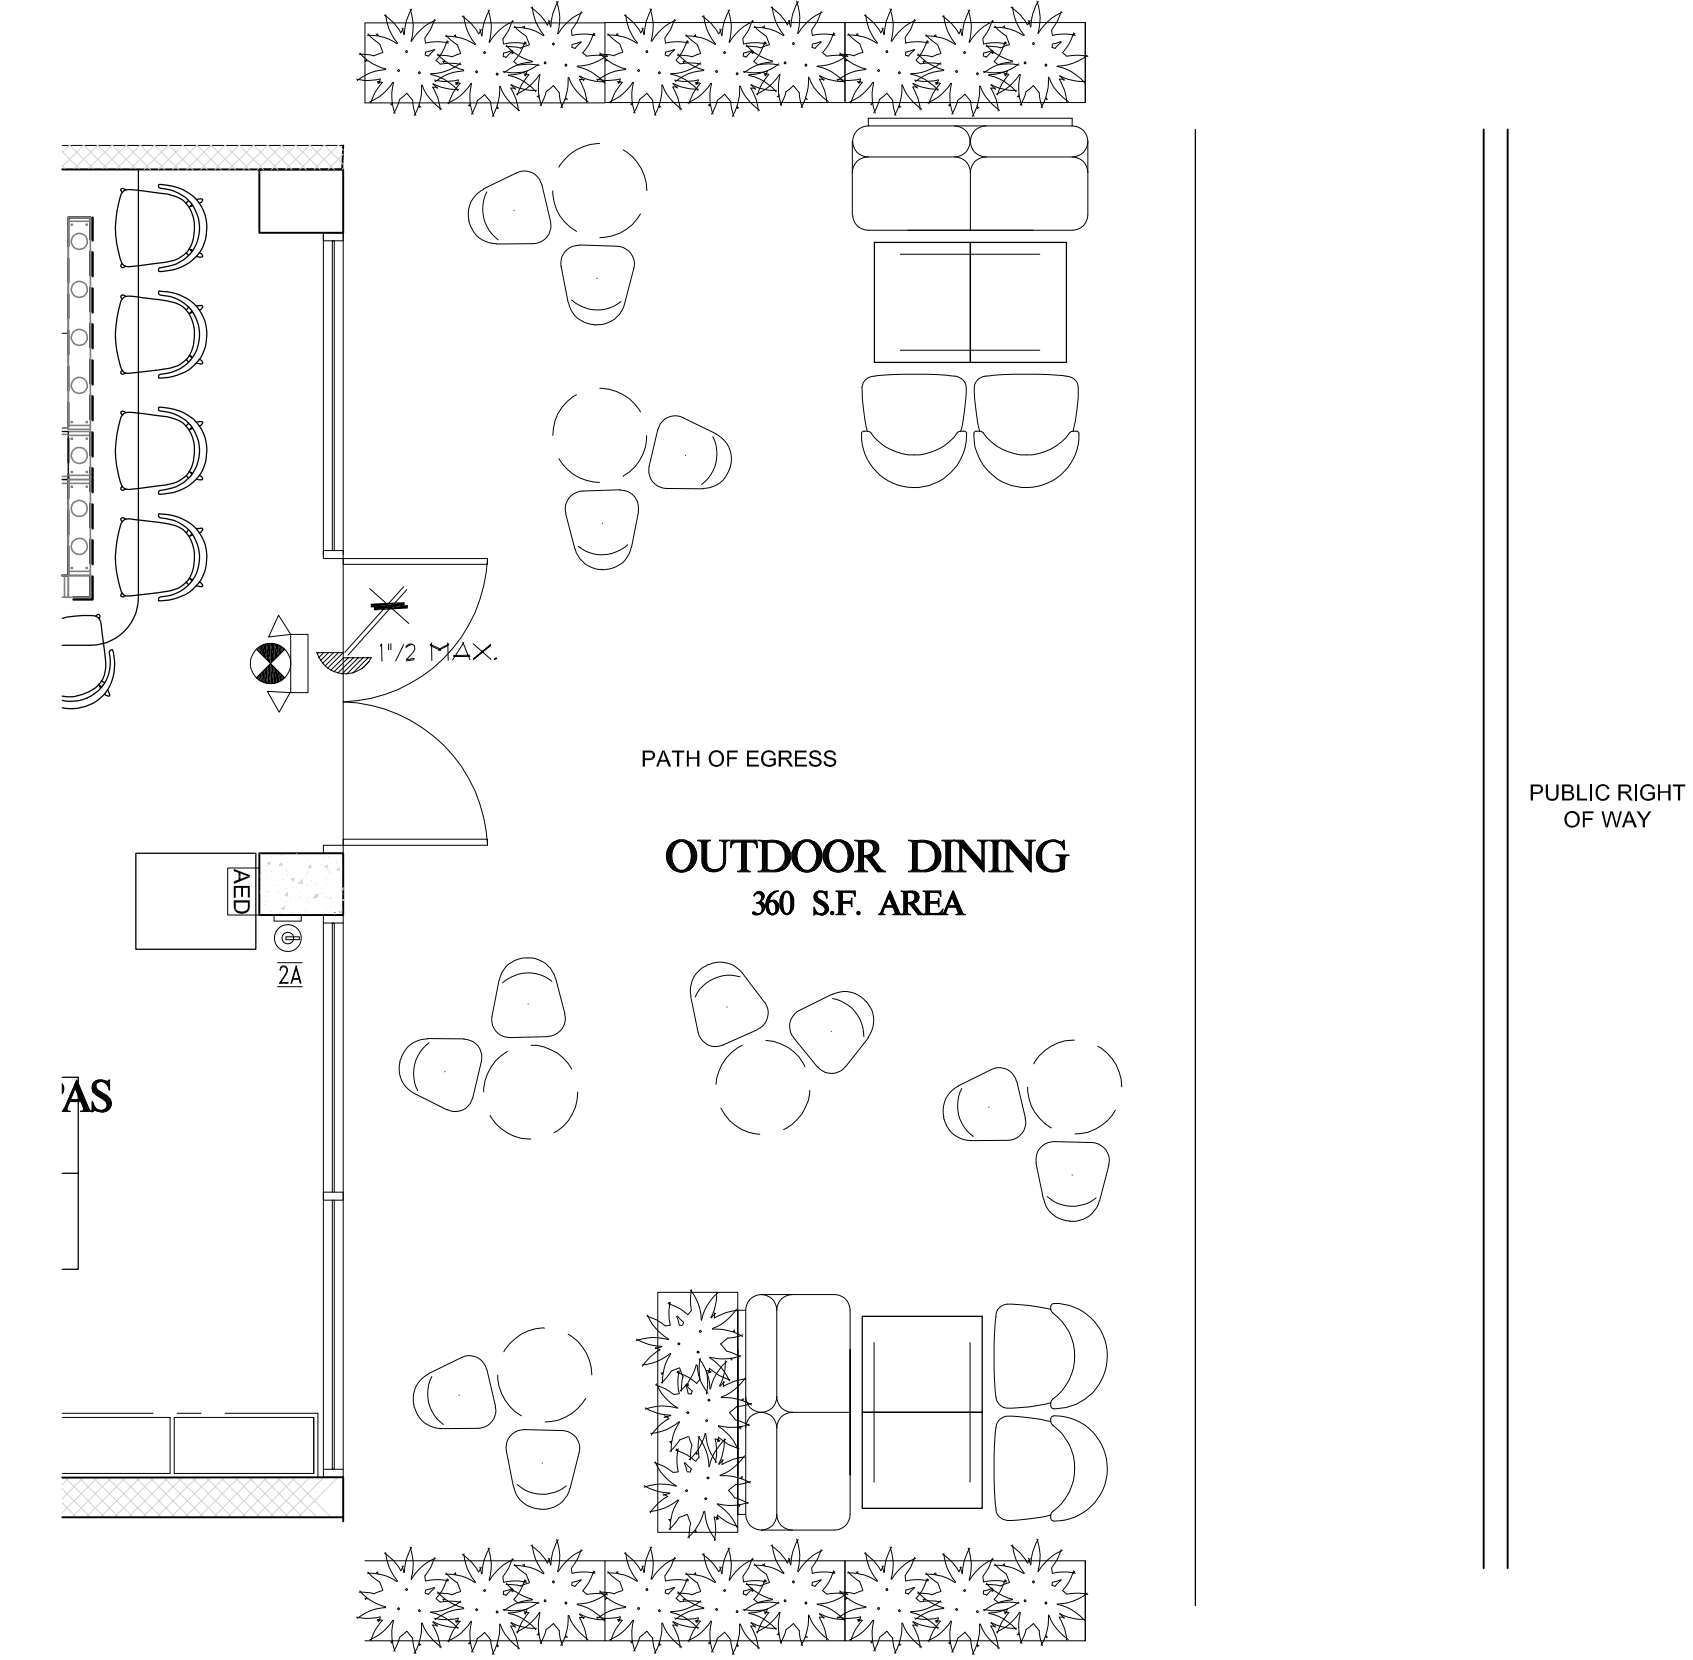 1"/2 MAX.
PATH OF EGRESS
PUBLIC RIGHT
OF WAY
OUTDOOR DINING
360 S.F. AREA
AED
2A
PAS